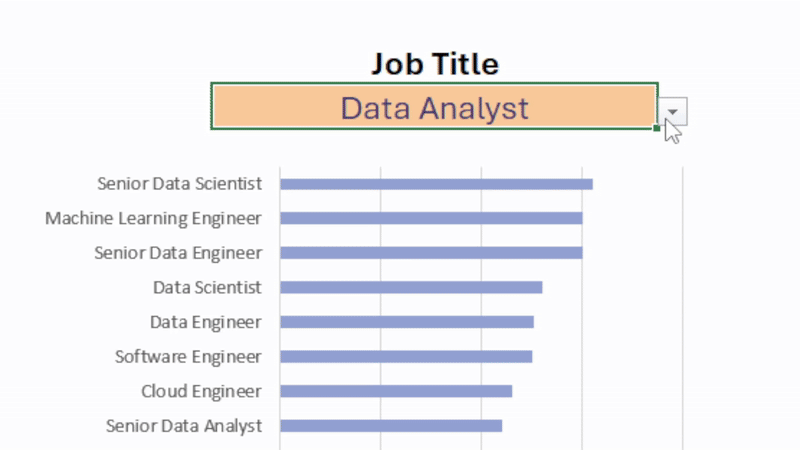 Job Title
Data Analyst
Senior Data Scientist
Machine Learning Engineer
Senior Data Engineer
Data Scientist
Data Engineer
Software Engineer
Cloud Engineer
Senior Data Analyst